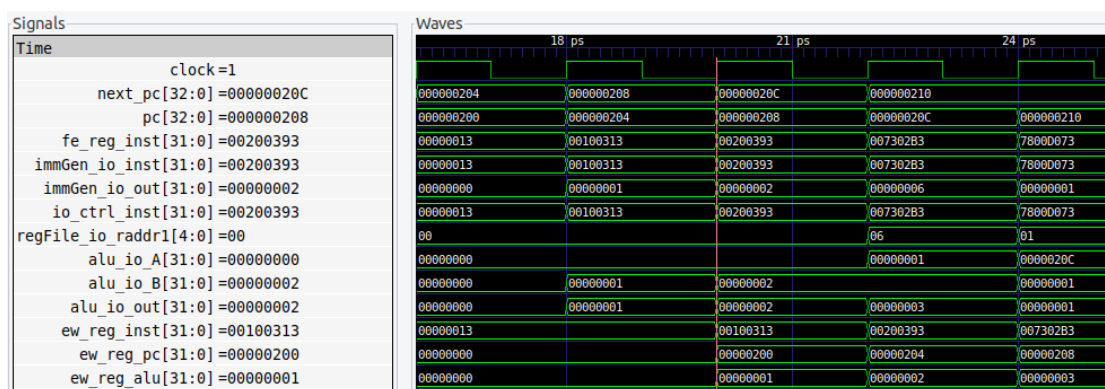 Signals Waves
Time 18 ps 21 ps 24 ps
clock=1
next_pc[32:0]=00000020C 000000204 000000208 00000020C 000000210
pc[32:0]=000000208 000000200 000000204 000000208 00000020C 000000210
fe_reg_inst[31:0]=00200393 00000013 00100313 00200393 007302B3 7800D073
immGen_io_inst[31:0]=00200393 00000013 00100313 00200393 007302B3 7800D073
immGen_io_out[31:0]=00000002 00000000 00000001 00000002 00000006 00000001
io_ctrl_inst[31:0]=00200393 00000013 00100313 00200393 007302B3 7800D073
regFile_io_raddr1[4:0]=00 00 06 01
alu_io_A[31:0]=00000000 00000000 00000001 0000020C
alu_io_B[31:0]=00000002 00000000 00000001 00000002 00000001
alu_io_out[31:0]=00000002 00000000 00000001 00000002 00000003 00000001
ew_reg_inst[31:0]=00100313 00000013 00100313 00200393 007302B3
ew_reg_pc[31:0]=00000200 00000000 00000200 00000204 00000208
ew_reg_alu[31:0]=00000001 00000000 00000001 00000002 00000003